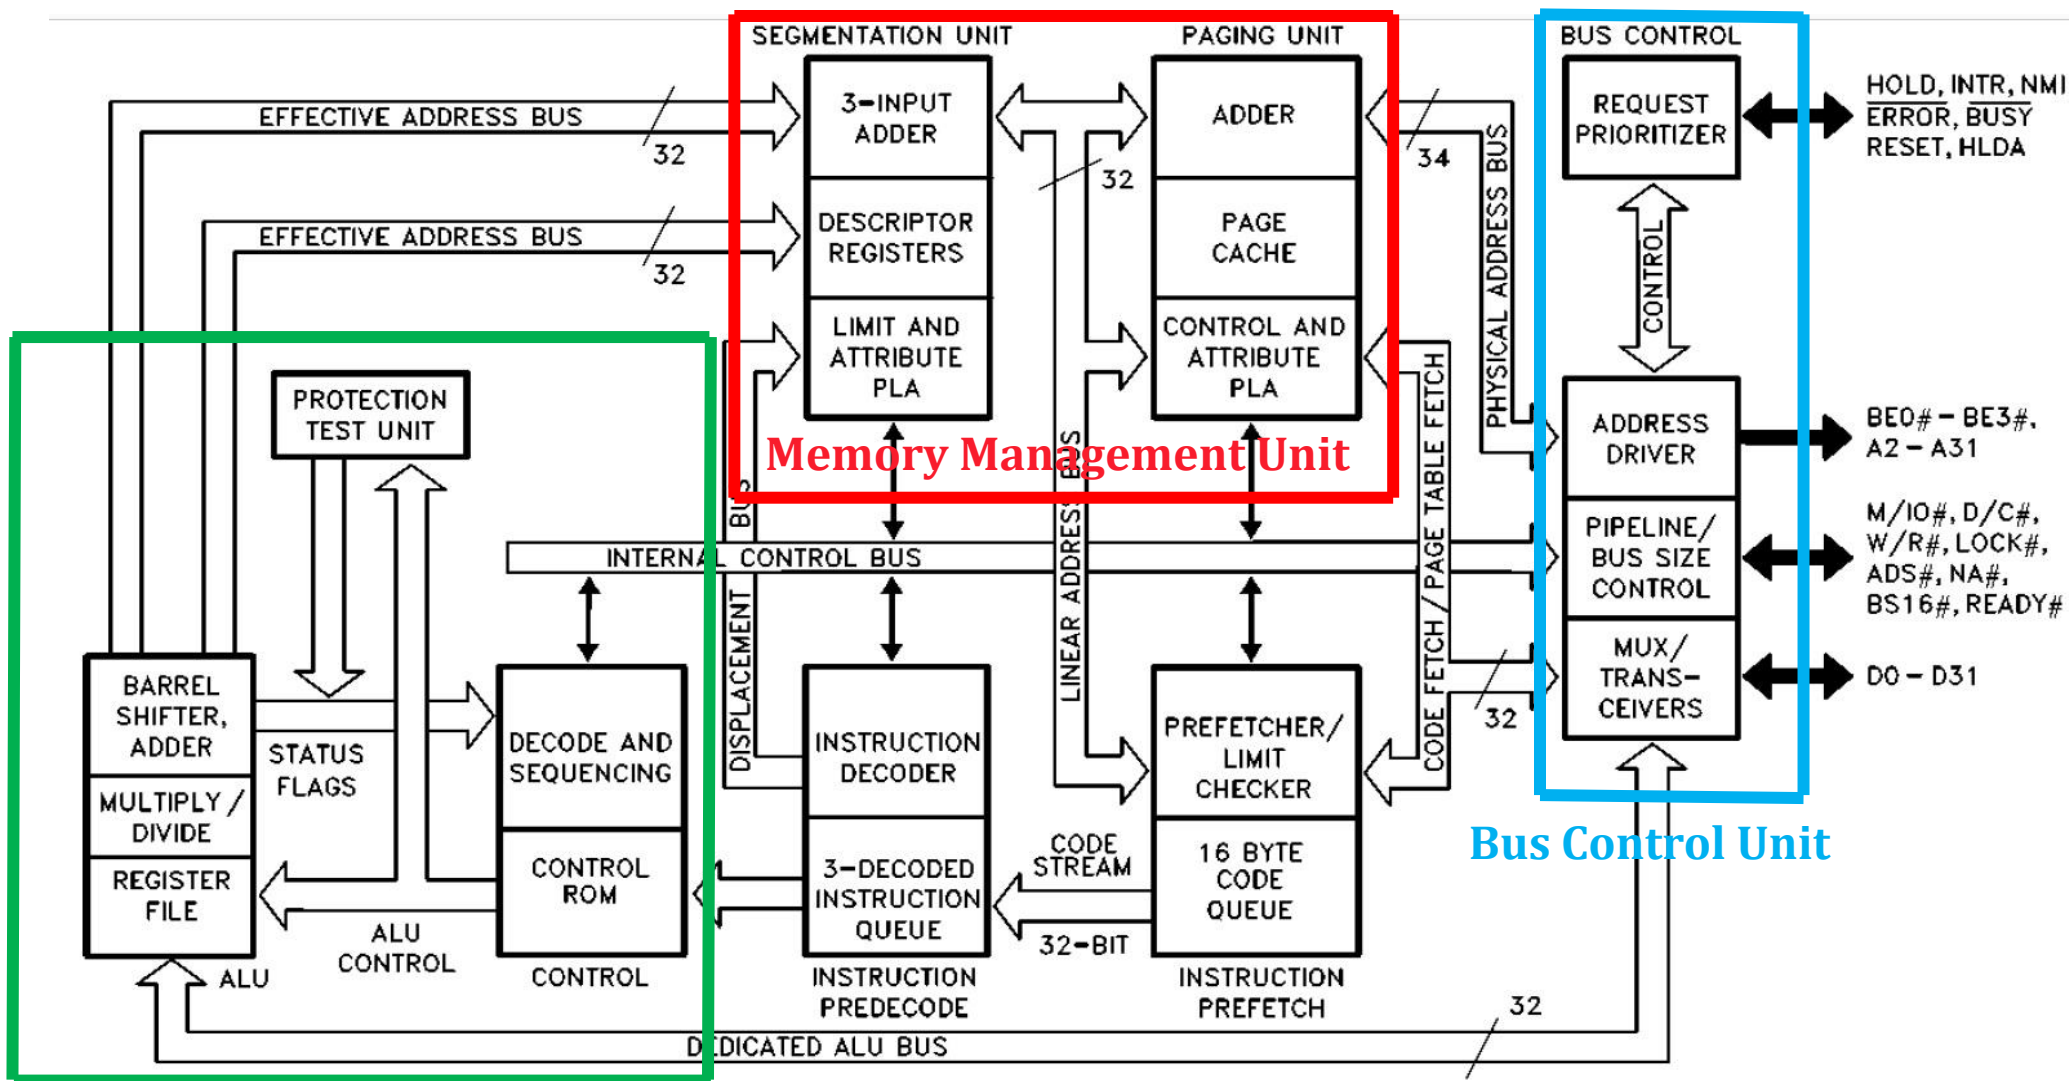 SEGMENTATION UNIT
PAGING UNIT
BUS CONTROL
EFFECTIVE ADDRESS BUS
32
3-INPUT
ADDER
32
ADDER
34
PHYSICAL ADDRESS BUS
REQUEST
PRIORITIZER
HOLD, INTR, NMI
ERROR, BUSY
RESET, HLDA
EFFECTIVE ADDRESS BUS
32
DESCRIPTOR
REGISTERS
PAGE
CACHE
CONTROL
LIMIT AND
ATTRIBUTE
PLA
CONTROL AND
ATTRIBUTE
PLA
PROTECTION
TEST UNIT
Memory Management Unit
ADDRESS
DRIVER
BE0# - BE3#,
A2 - A31
INTERNAL CONTROL BUS
DISPLACEMENT BUS
LINEAR ADDRESS BUS
CODE FETCH / PAGE TABLE FETCH
PIPELINE/
BUS SIZE
CONTROL
M/IO#, D/C#,
W/R#, LOCK#,
ADS#, NA#,
BS16#, READY#
BARREL
SHIFTER,
ADDER
STATUS
FLAGS
DECODE AND
SEQUENCING
INSTRUCTION
DECODER
PREFETCHER/
LIMIT
CHECKER
32
MUX/
TRANS-
CEIVERS
D0 - D31
MULTIPLY /
DIVIDE
REGISTER
FILE
ALU
CONTROL
CONTROL
ROM
3-DECODED
INSTRUCTION
QUEUE
CODE
STREAM
32-BIT
16 BYTE
CODE
QUEUE
Bus Control Unit
ALU
CONTROL
INSTRUCTION
PREDECODE
INSTRUCTION
PREFETCH
32
DEDICATED ALU BUS